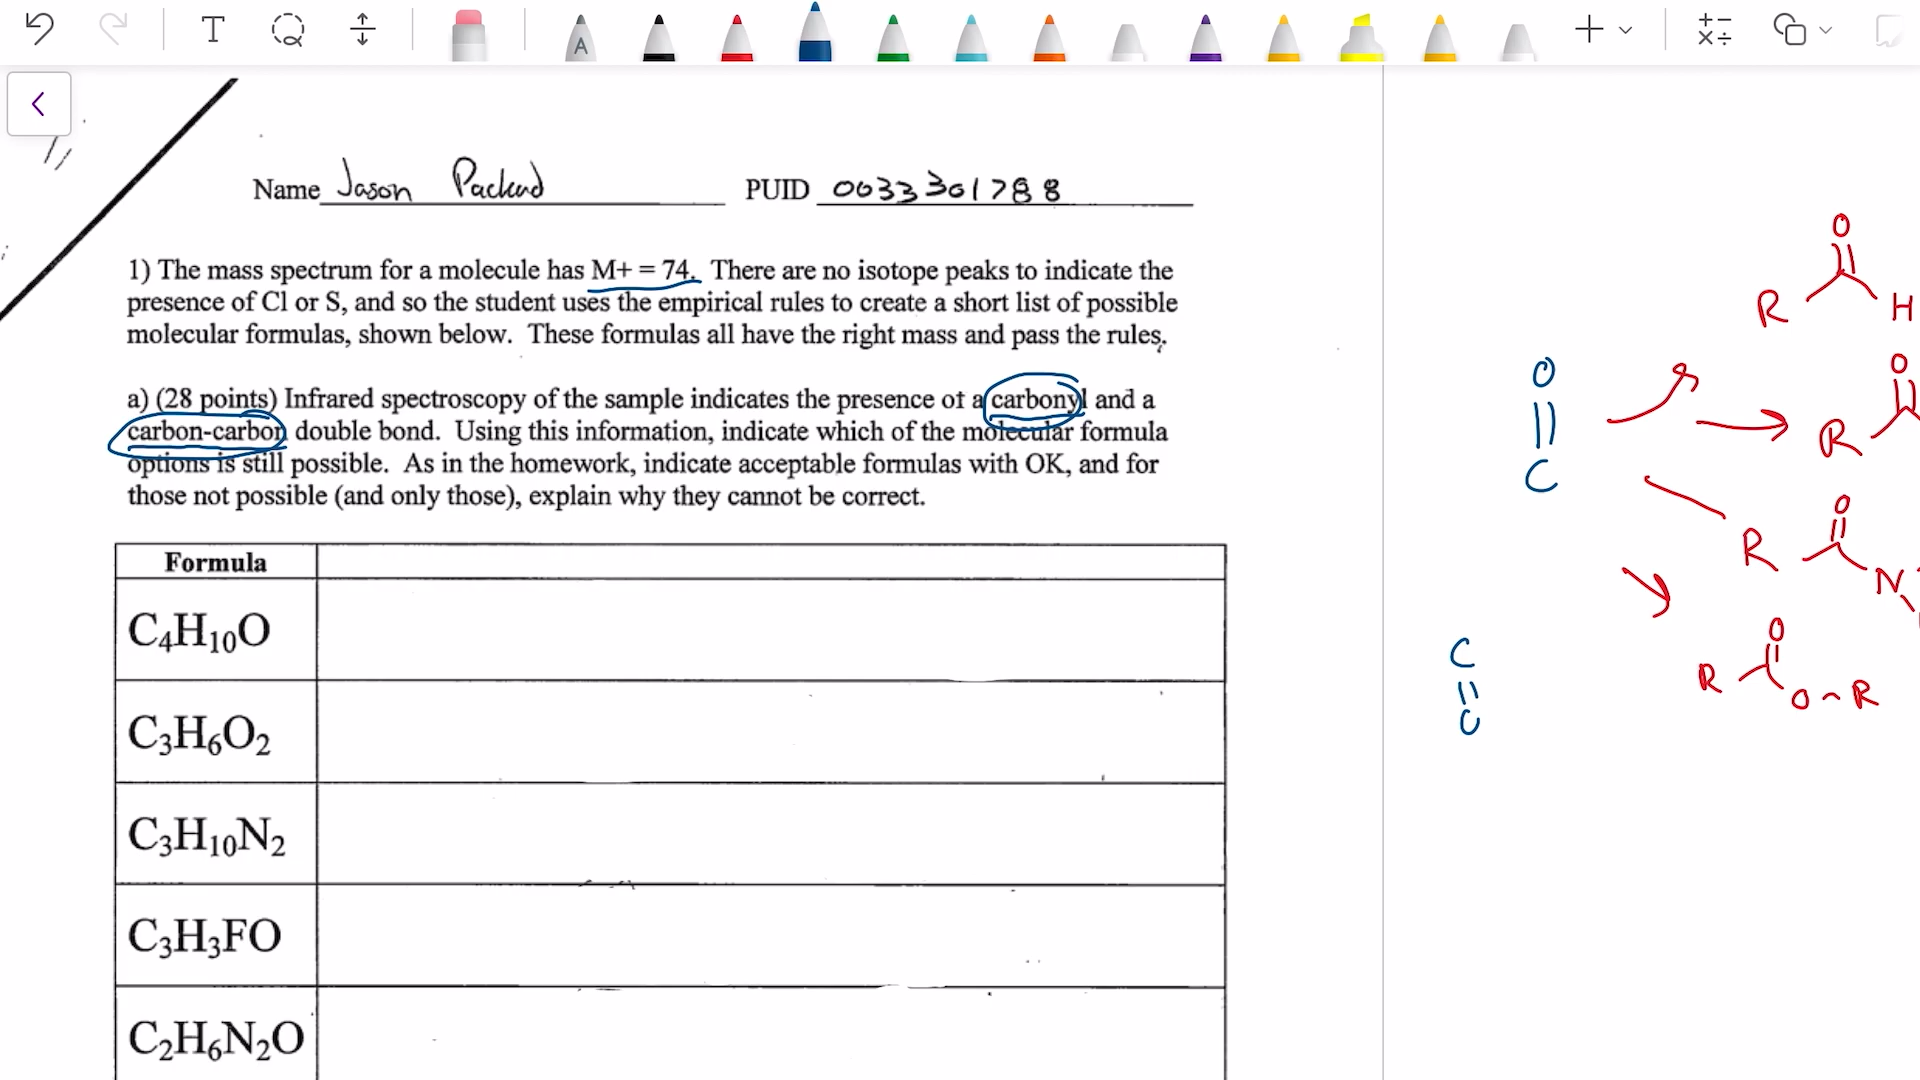 Name Jason Packard PUID 0033301788
1) The mass spectrum for a molecule has M+ = 74. There are no isotope peaks to indicate the
presence of Cl or S, and so the student uses the empirical rules to create a short list of possible
molecular formulas, shown below. These formulas all have the right mass and pass the rules.
a) (28 points) Infrared spectroscopy of the sample indicates the presence of a carbonyl and a
carbon-carbon double bond. Using this information, indicate which of the molecular formula
options is still possible. As in the homework, indicate acceptable formulas with OK, and for
those not possible (and only those), explain why they cannot be correct.
Formula
C₄H₁₀O
C₃H₆O₂
C₃H₁₀N₂
C₃H₃FO
C₂H₆N₂O
O
R H
O
C
O
R
O
R N
O
R O R
C
C